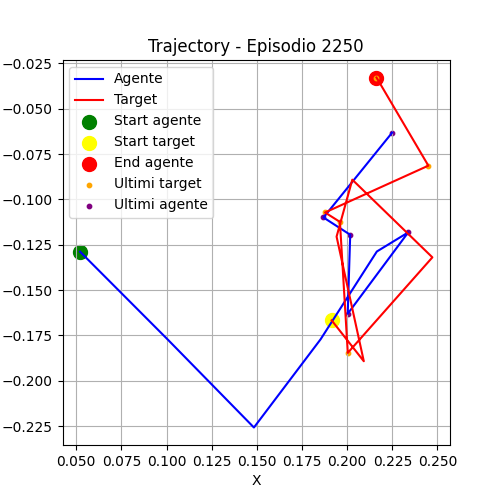 Trajectory - Episodio 2250
Agente
Target
Start agente
Start target
End agente
Ultimi target
Ultimi agente
−0.025
−0.050
−0.075
−0.100
−0.125
−0.150
−0.175
−0.200
−0.225
0.050 0.075 0.100 0.125 0.150 0.175 0.200 0.225 0.250
X